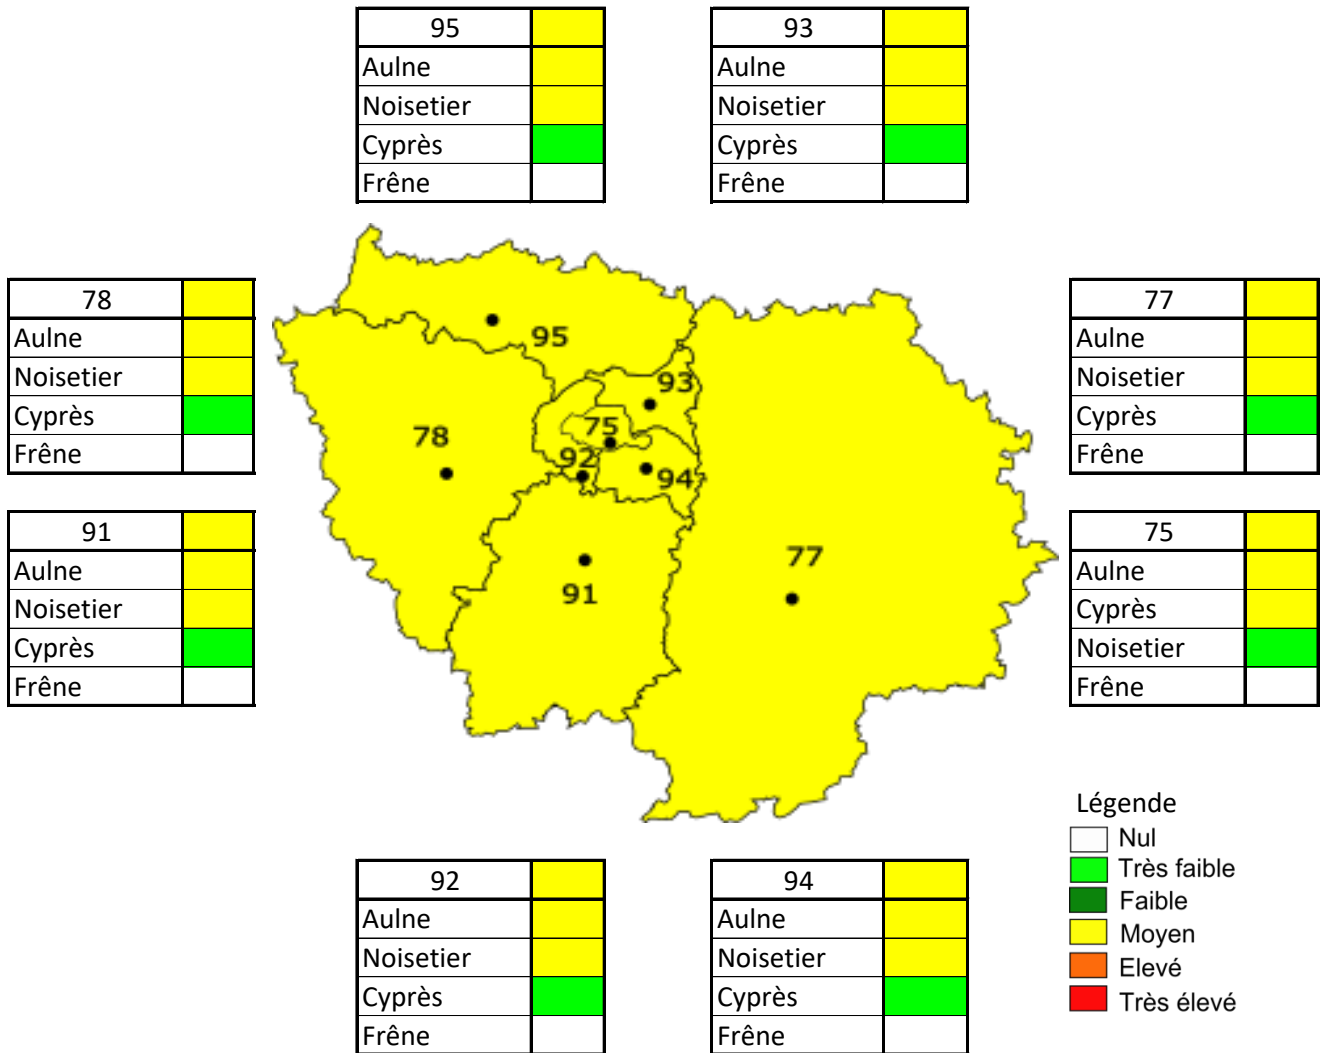 95
Aulne
Noisetier
Cyprès
Frêne
93
Aulne
Noisetier
Cyprès
Frêne
78
Aulne
Noisetier
Cyprès
Frêne
77
Aulne
Noisetier
Cyprès
Frêne
95
93
75
78
92
94
77
91
91
Aulne
Noisetier
Cyprès
Frêne
75
Aulne
Cyprès
Noisetier
Frêne
92
Aulne
Noisetier
Cyprès
Frêne
94
Aulne
Noisetier
Cyprès
Frêne
Légende
Nul
Très faible
Faible
Moyen
Elevé
Très élevé